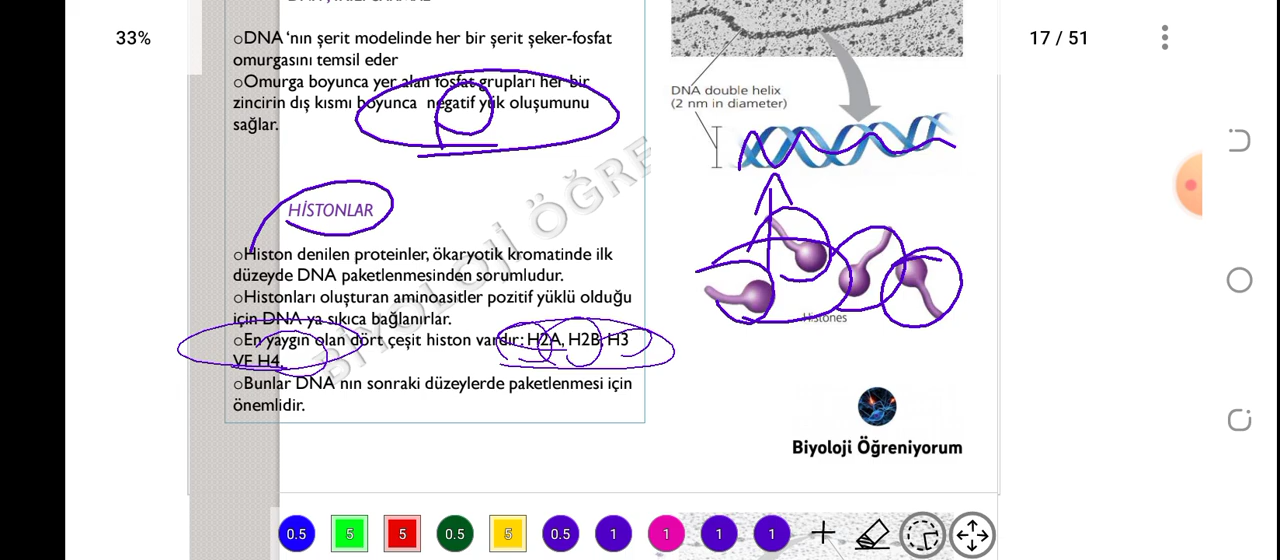 33%
17 / 51
oDNA 'nın şerit modelinde her bir şerit şeker-fosfat
omurgasını temsil eder
oOmurga boyunca yer alan fosfat grupları her bir
zincirin dış kısmı boyunca negatif yük oluşumunu
sağlar.
HİSTONLAR
oHiston denilen proteinler, ökaryotik kromatinde ilk
düzeyde DNA paketlenmesinden sorumludur.
oHistonları oluşturan aminoasitler pozitif yüklü olduğu
için DNA ya sıkıca bağlanırlar.
oEn yaygın olan dört çeşit histon vardır: H2A, H2B, H3
VE H4.
oBunlar DNA nın sonraki düzeylerde paketlenmesi için
önemlidir.
BİYOLOJİ ÖĞRE
DNA double helix
(2 nm in diameter)
Histones
Biyoloji Öğreniyorum
0.5 5 5 0.5 5 0.5 1 1 1 1